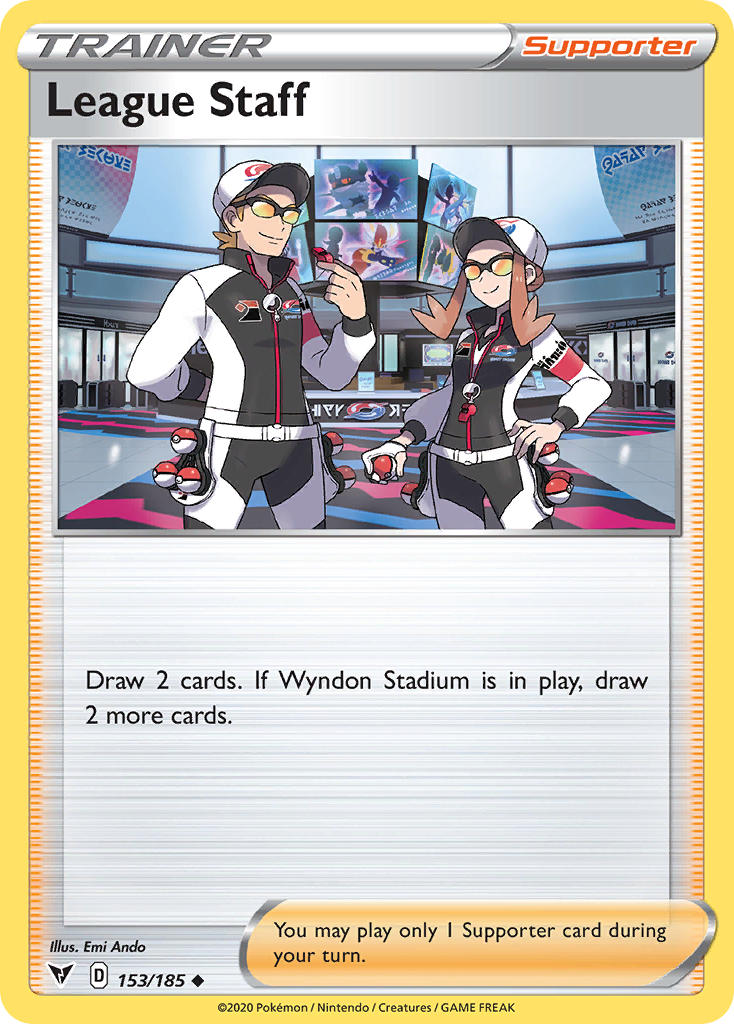 TRAINER
Supporter
League Staff
Draw 2 cards. If Wyndon Stadium is in play, draw
2 more cards.
You may play only 1 Supporter card during
your turn.
Illus. Emi Ando
D 153/185
©2020 Pokémon / Nintendo / Creatures / GAME FREAK